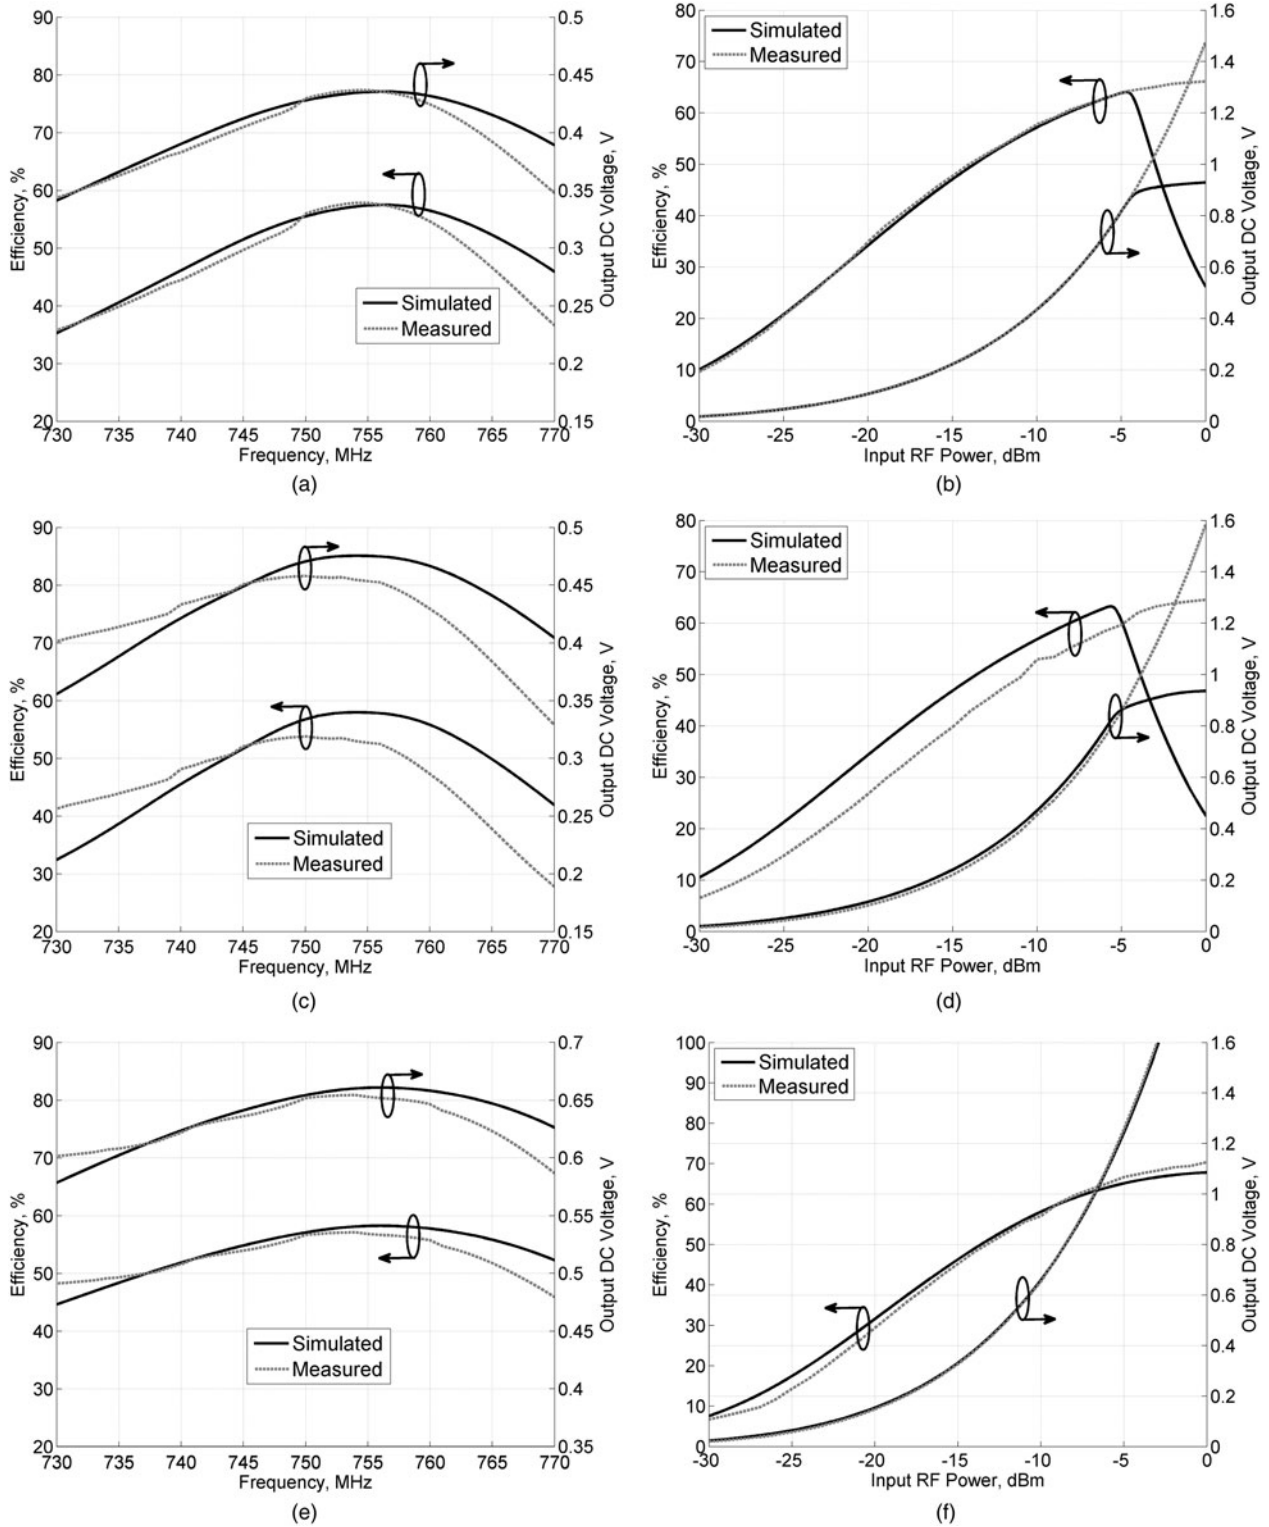 90
80
70
60
50
40
30
20
Efficiency, %
0.5
0.45
0.4
0.35
0.3
0.25
0.2
0.15
Output DC Voltage, V
Simulated
Measured
730 735 740 745 750 755 760 765 770
Frequency, MHz
(a)
80
70
60
50
40
30
20
10
0
Efficiency, %
1.6
1.4
1.2
1
0.8
0.6
0.4
0.2
0
Output DC Voltage, V
Simulated
Measured
-30 -25 -20 -15 -10 -5 0
Input RF Power, dBm
(b)
90
80
70
60
50
40
30
20
Efficiency, %
0.5
0.45
0.4
0.35
0.3
0.25
0.2
0.15
Output DC Voltage, V
Simulated
Measured
730 735 740 745 750 755 760 765 770
Frequency, MHz
(c)
80
70
60
50
40
30
20
10
0
Efficiency, %
1.6
1.4
1.2
1
0.8
0.6
0.4
0.2
0
Output DC Voltage, V
Simulated
Measured
-30 -25 -20 -15 -10 -5 0
Input RF Power, dBm
(d)
90
80
70
60
50
40
30
20
Efficiency, %
0.7
0.65
0.6
0.55
0.5
0.45
0.4
0.35
Output DC Voltage, V
Simulated
Measured
730 735 740 745 750 755 760 765 770
Frequency, MHz
(e)
100
90
80
70
60
50
40
30
20
10
0
Efficiency, %
1.6
1.4
1.2
1
0.8
0.6
0.4
0.2
0
Output DC Voltage, V
Simulated
Measured
-30 -25 -20 -15 -10 -5 0
Input RF Power, dBm
(f)